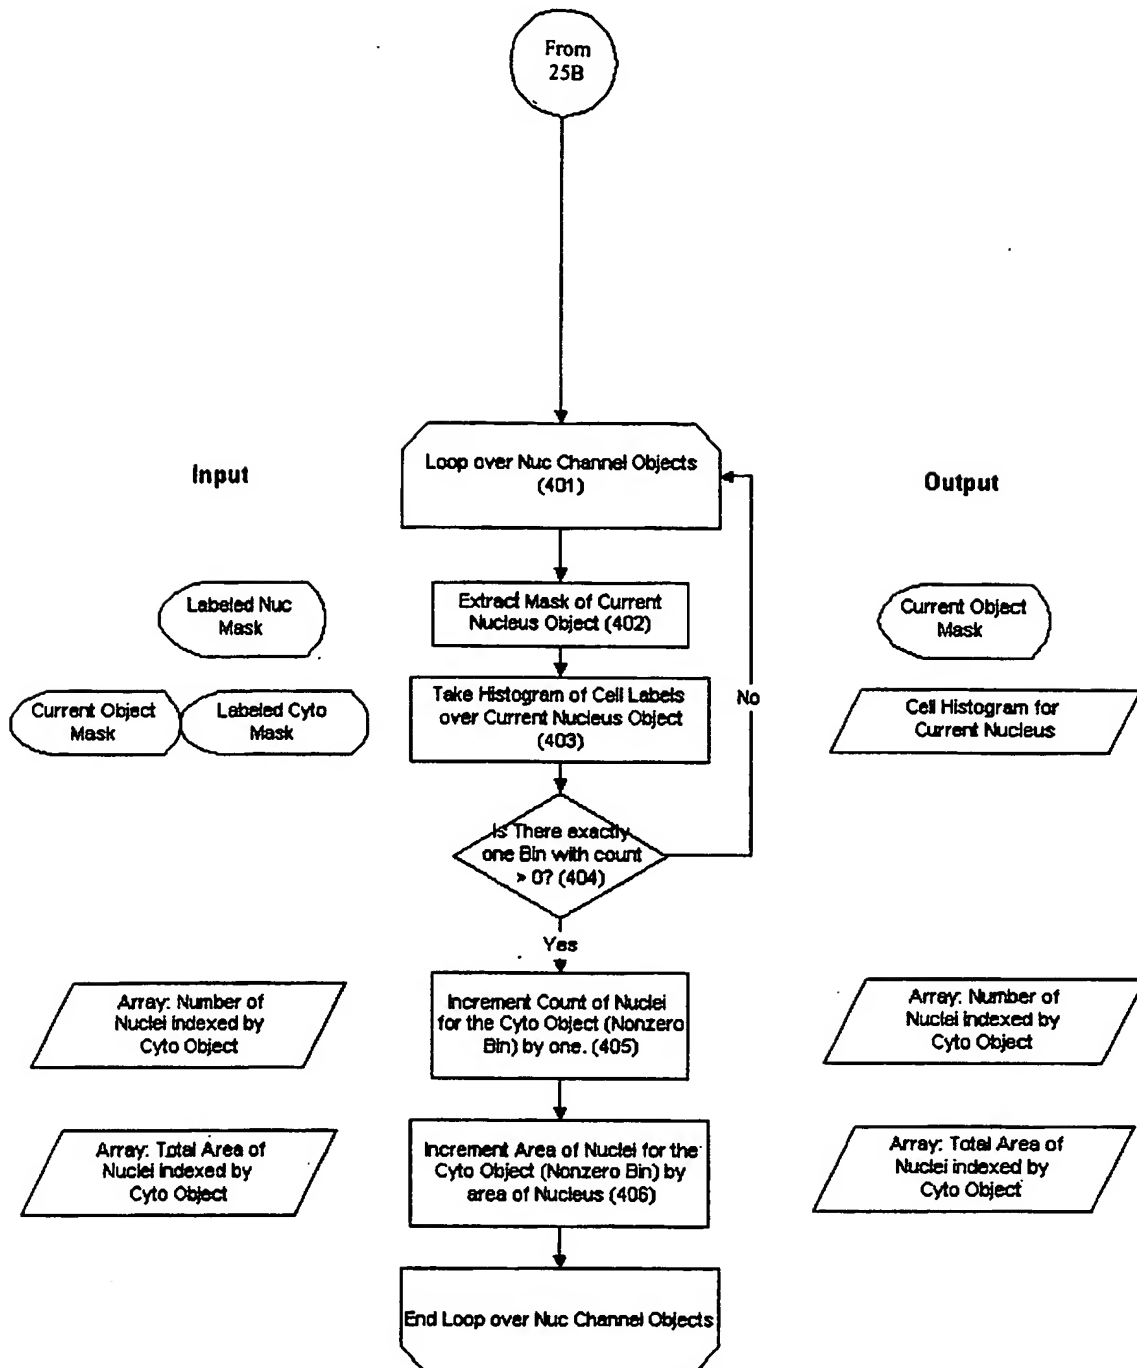 From
25B
Loop over Nuc Channel Objects
(401)
Input
Output
Labeled Nuc
Mask
Extract Mask of Current
Nucleus Object (402)
Current Object
Mask
Current Object
Mask
Labeled Cyto
Mask
Take Histogram of Cell Labels
over Current Nucleus Object
(403)
No
Cell Histogram for
Current Nucleus
Is There exactly
one Bin with count
> 0? (404)
Yes
Array: Number of
Nuclei indexed by
Cyto Object
Increment Count of Nuclei
for the Cyto Object (Nonzero
Bin) by one. (405)
Array: Number of
Nuclei indexed by
Cyto Object
Array: Total Area of
Nuclei indexed by
Cyto Object
Increment Area of Nuclei for the
Cyto Object (Nonzero Bin) by
area of Nucleus (406)
Array: Total Area of
Nuclei indexed by
Cyto Object
End Loop over Nuc Channel Objects